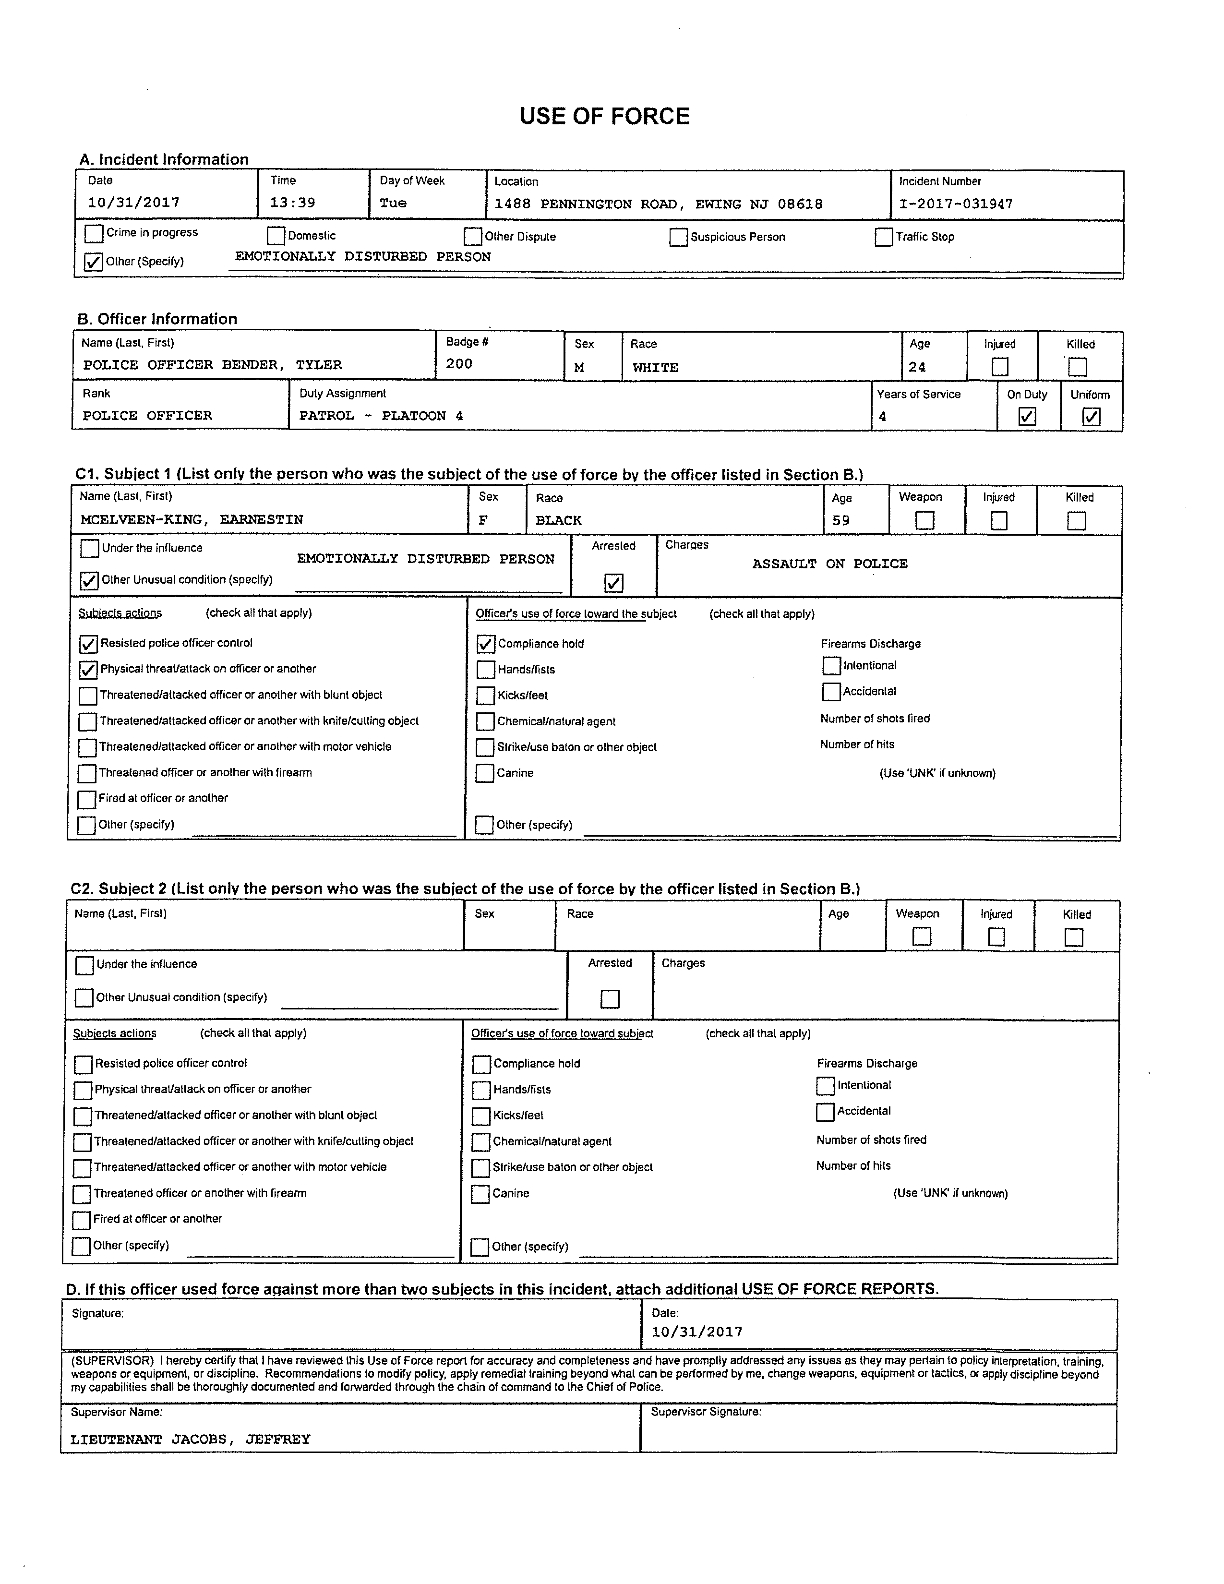 USE OF FORCE
A. Incident Information
Date Time Day of Week Location Incident Number
10/31/2017 13:39 Tue 1488 PENNINGTON ROAD, EWING NJ 08618 I-2017-031947
Crime in progress Domestic Other Dispute Suspicious Person Traffic Stop
Other (Specify) EMOTIONALLY DISTURBED PERSON
B. Officer Information
Name (Last, First) Badge # Sex Race Age Injured Killed
POLICE OFFICER BENDER, TYLER 200 M WHITE 24
Rank Duty Assignment Years of Service On Duty Uniform
POLICE OFFICER PATROL - PLATOON 4 4
C1. Subject 1 (List only the person who was the subject of the use of force by the officer listed in Section B.)
Name (Last, First) Sex Race Age Weapon Injured Killed
MCELVEEN-KING, EARNESTIN F BLACK 59
Under the influence Arrested Charges
Other Unusual condition (specify) EMOTIONALLY DISTURBED PERSON ASSAULT ON POLICE
Subjects actions (check all that apply) Officer's use of force toward the subject (check all that apply)
Resisted police officer control Compliance hold Firearms Discharge
Physical threat/attack on officer or another Hands/fists Intentional
Threatened/attacked officer or another with blunt object Kicks/feet Accidental
Threatened/attacked officer or another with knife/cutting object Chemical/natural agent Number of shots fired
Threatened/attacked officer or another with motor vehicle Strike/use baton or other object Number of hits
Threatened officer or another with firearm Canine (Use 'UNK' if unknown)
Fired at officer or another
Other (specify) Other (specify)
C2. Subject 2 (List only the person who was the subject of the use of force by the officer listed in Section B.)
Name (Last, First) Sex Race Age Weapon Injured Killed
Under the influence Arrested Charges
Other Unusual condition (specify)
Subjects actions (check all that apply) Officer's use of force toward subject (check all that apply)
Resisted police officer control Compliance hold Firearms Discharge
Physical threat/attack on officer or another Hands/fists Intentional
Threatened/attacked officer or another with blunt object Kicks/feet Accidental
Threatened/attacked officer or another with knife/cutting object Chemical/natural agent Number of shots fired
Threatened/attacked officer or another with motor vehicle Strike/use baton or other object Number of hits
Threatened officer or another with firearm Canine (Use 'UNK' if unknown)
Fired at officer or another
Other (specify) Other (specify)
D. If this officer used force against more than two subjects in this incident, attach additional USE OF FORCE REPORTS.
Signature: Date:
10/31/2017
(SUPERVISOR) I hereby certify that I have reviewed this Use of Force report for accuracy and completeness and have promptly addressed any issues as they may pertain to policy interpretation, training,
weapons or equipment, or discipline. Recommendations to modify policy, apply remedial training beyond what can be performed by me, change weapons, equipment or tactics, or apply discipline beyond
my capabilities shall be thoroughly documented and forwarded through the chain of command to the Chief of Police.
Supervisor Name: Supervisor Signature:
LIEUTENANT JACOBS, JEFFREY